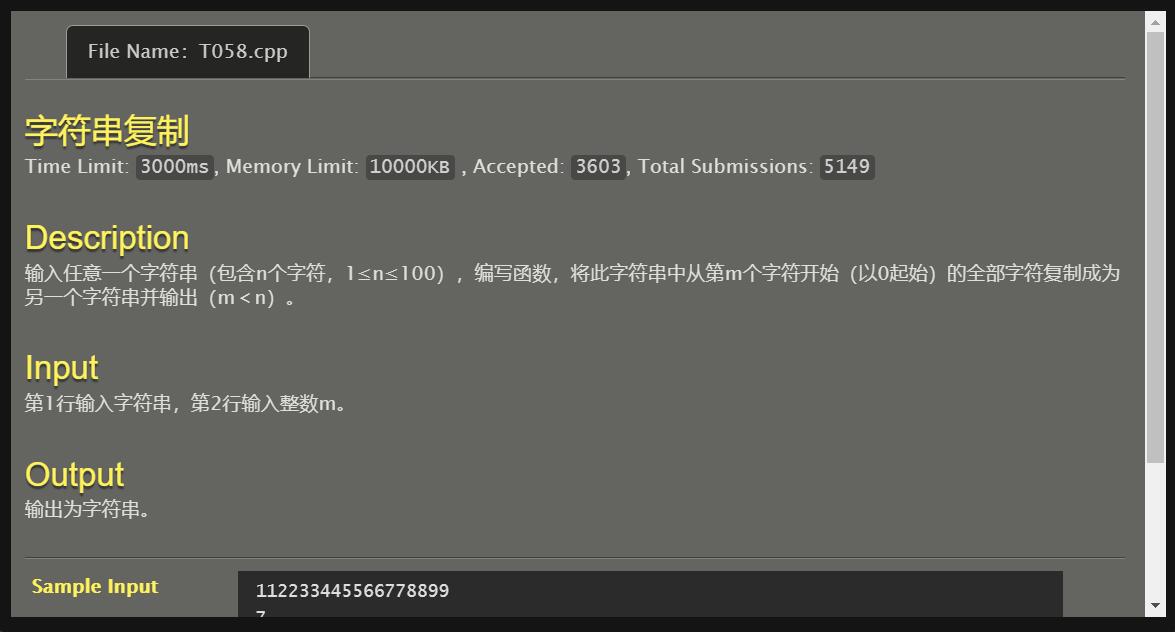 File Name：T058.cpp
字符串复制
Time Limit: 3000ms, Memory Limit: 10000KB , Accepted: 3603, Total Submissions: 5149
Description
输入任意一个字符串（包含n个字符，1≤n≤100），编写函数，将此字符串中从第m个字符开始（以0起始）的全部字符复制成为
另一个字符串并输出（m＜n）。
Input
第1行输入字符串，第2行输入整数m。
Output
输出为字符串。
Sample Input
112233445566778899